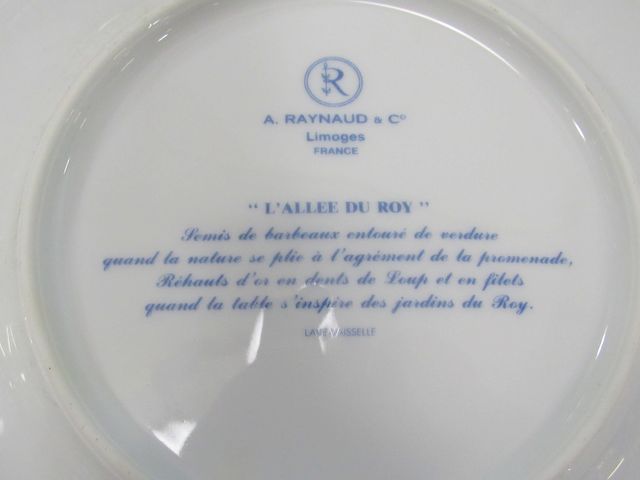 R
A. RAYNAUD & Cº
Limoges
FRANCE
" L'ALLEE DU ROY "
Semis de barbeaux entouré de verdure
quand la nature se plie à l'agrément de la promenade,
Réhauts d'or en dents de Loup et en filets
quand la table s'inspire des jardins du Roy.
LAVE-VAISSELLE